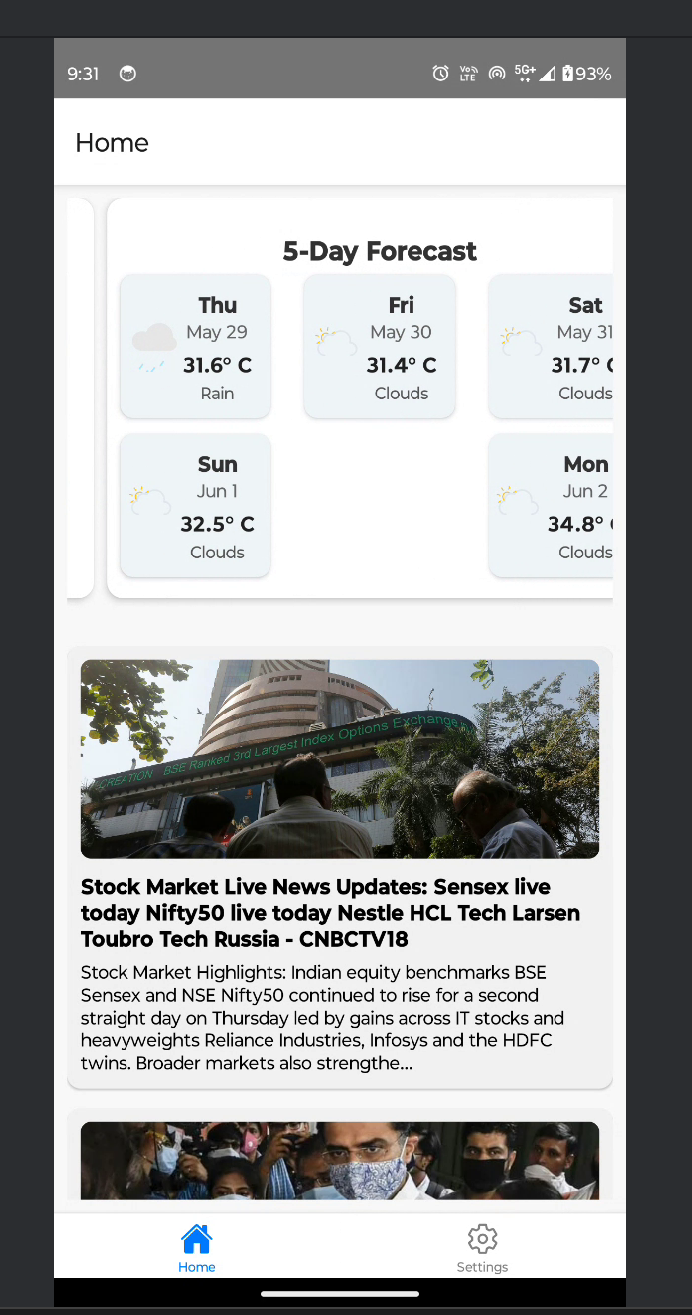 9:31
Vo LTE 5G+ 93%
Home
5-Day Forecast
Thu
May 29
31.6° C
Rain
Fri
May 30
31.4° C
Clouds
Sat
May 31
31.7° C
Clouds
Sun
Jun 1
32.5° C
Clouds
Mon
Jun 2
34.8°
Clouds
CREATION BSE Ranked 3rd Largest Index Options Exchange
Stock Market Live News Updates: Sensex live
today Nifty50 live today Nestle HCL Tech Larsen
Toubro Tech Russia - CNBCTV18
Stock Market Highlights: Indian equity benchmarks BSE
Sensex and NSE Nifty50 continued to rise for a second
straight day on Thursday led by gains across IT stocks and
heavyweights Reliance Industries, Infosys and the HDFC
twins. Broader markets also strengthe...
Home
Settings